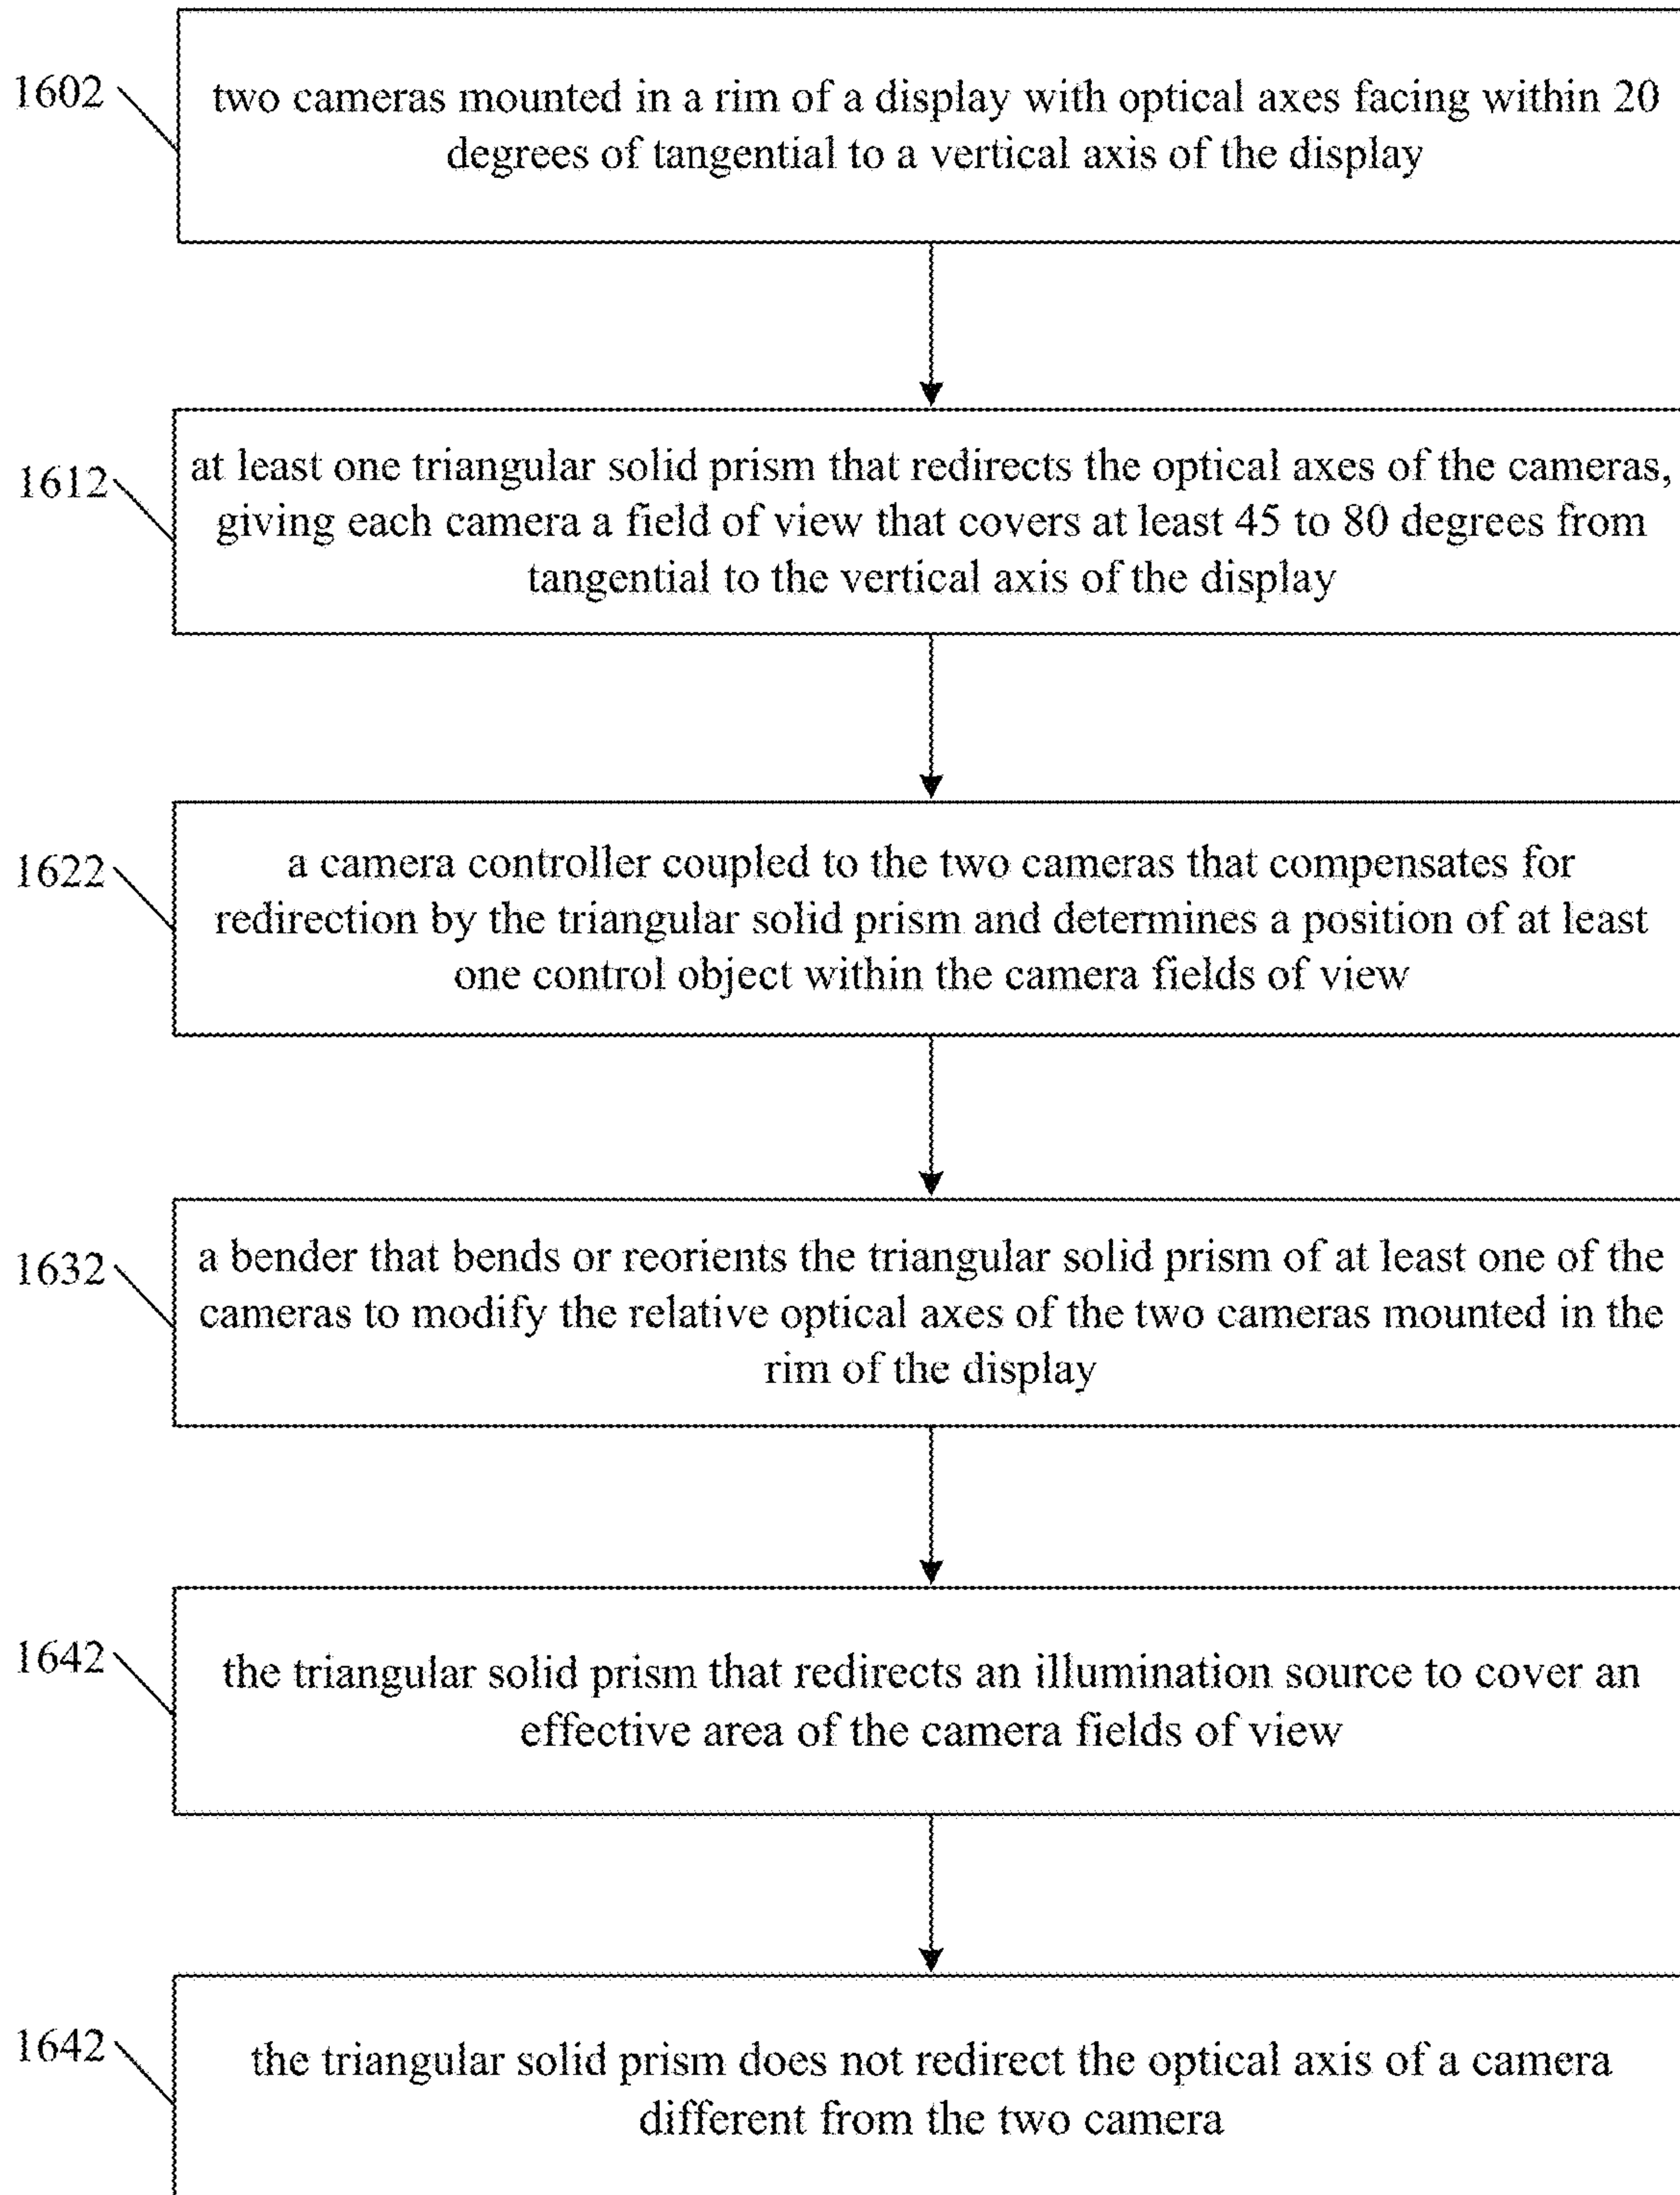 1602
two cameras mounted in a rim of a display with optical axes facing within 20
degrees of tangential to a vertical axis of the display
1612
at least one triangular solid prism that redirects the optical axes of the cameras,
giving each camera a field of view that covers at least 45 to 80 degrees from
tangential to the vertical axis of the display
1622
a camera controller coupled to the two cameras that compensates for
redirection by the triangular solid prism and determines a position of at least
one control object within the camera fields of view
1632
a bender that bends or reorients the triangular solid prism of at least one of the
cameras to modify the relative optical axes of the two cameras mounted in the
rim of the display
1642
the triangular solid prism that redirects an illumination source to cover an
effective area of the camera fields of view
1642
the triangular solid prism does not redirect the optical axis of a camera
different from the two camera